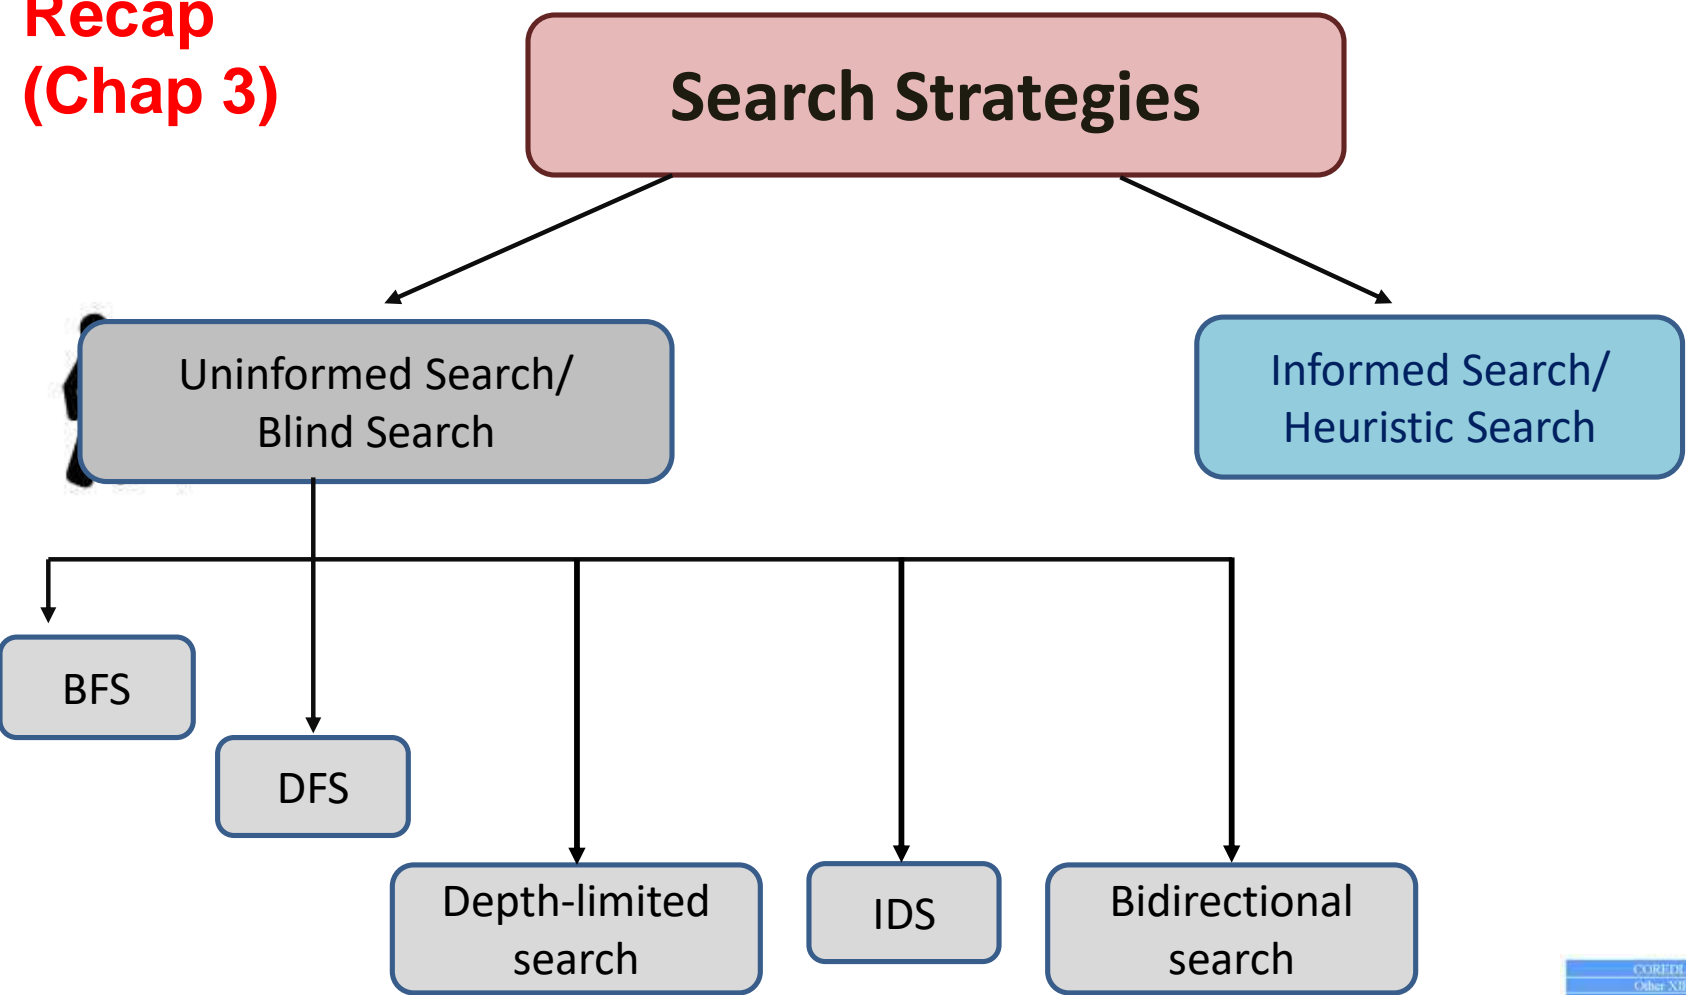 Recap
(Chap 3)
Search Strategies
Uninformed Search/
Blind Search
Informed Search/
Heuristic Search
BFS
DFS
Depth-limited
search
IDS
Bidirectional
search
Other